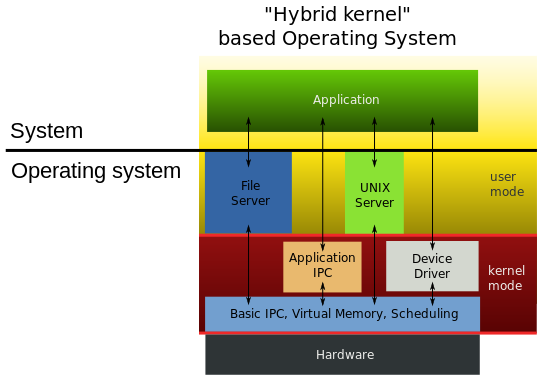 "Hybrid kernel"
based Operating System
Application
System
Operating system
File
Server
UNIX
Server
user
mode
Application
IPC
Device
Driver
kernel
mode
Basic IPC, Virtual Memory, Scheduling
Hardware